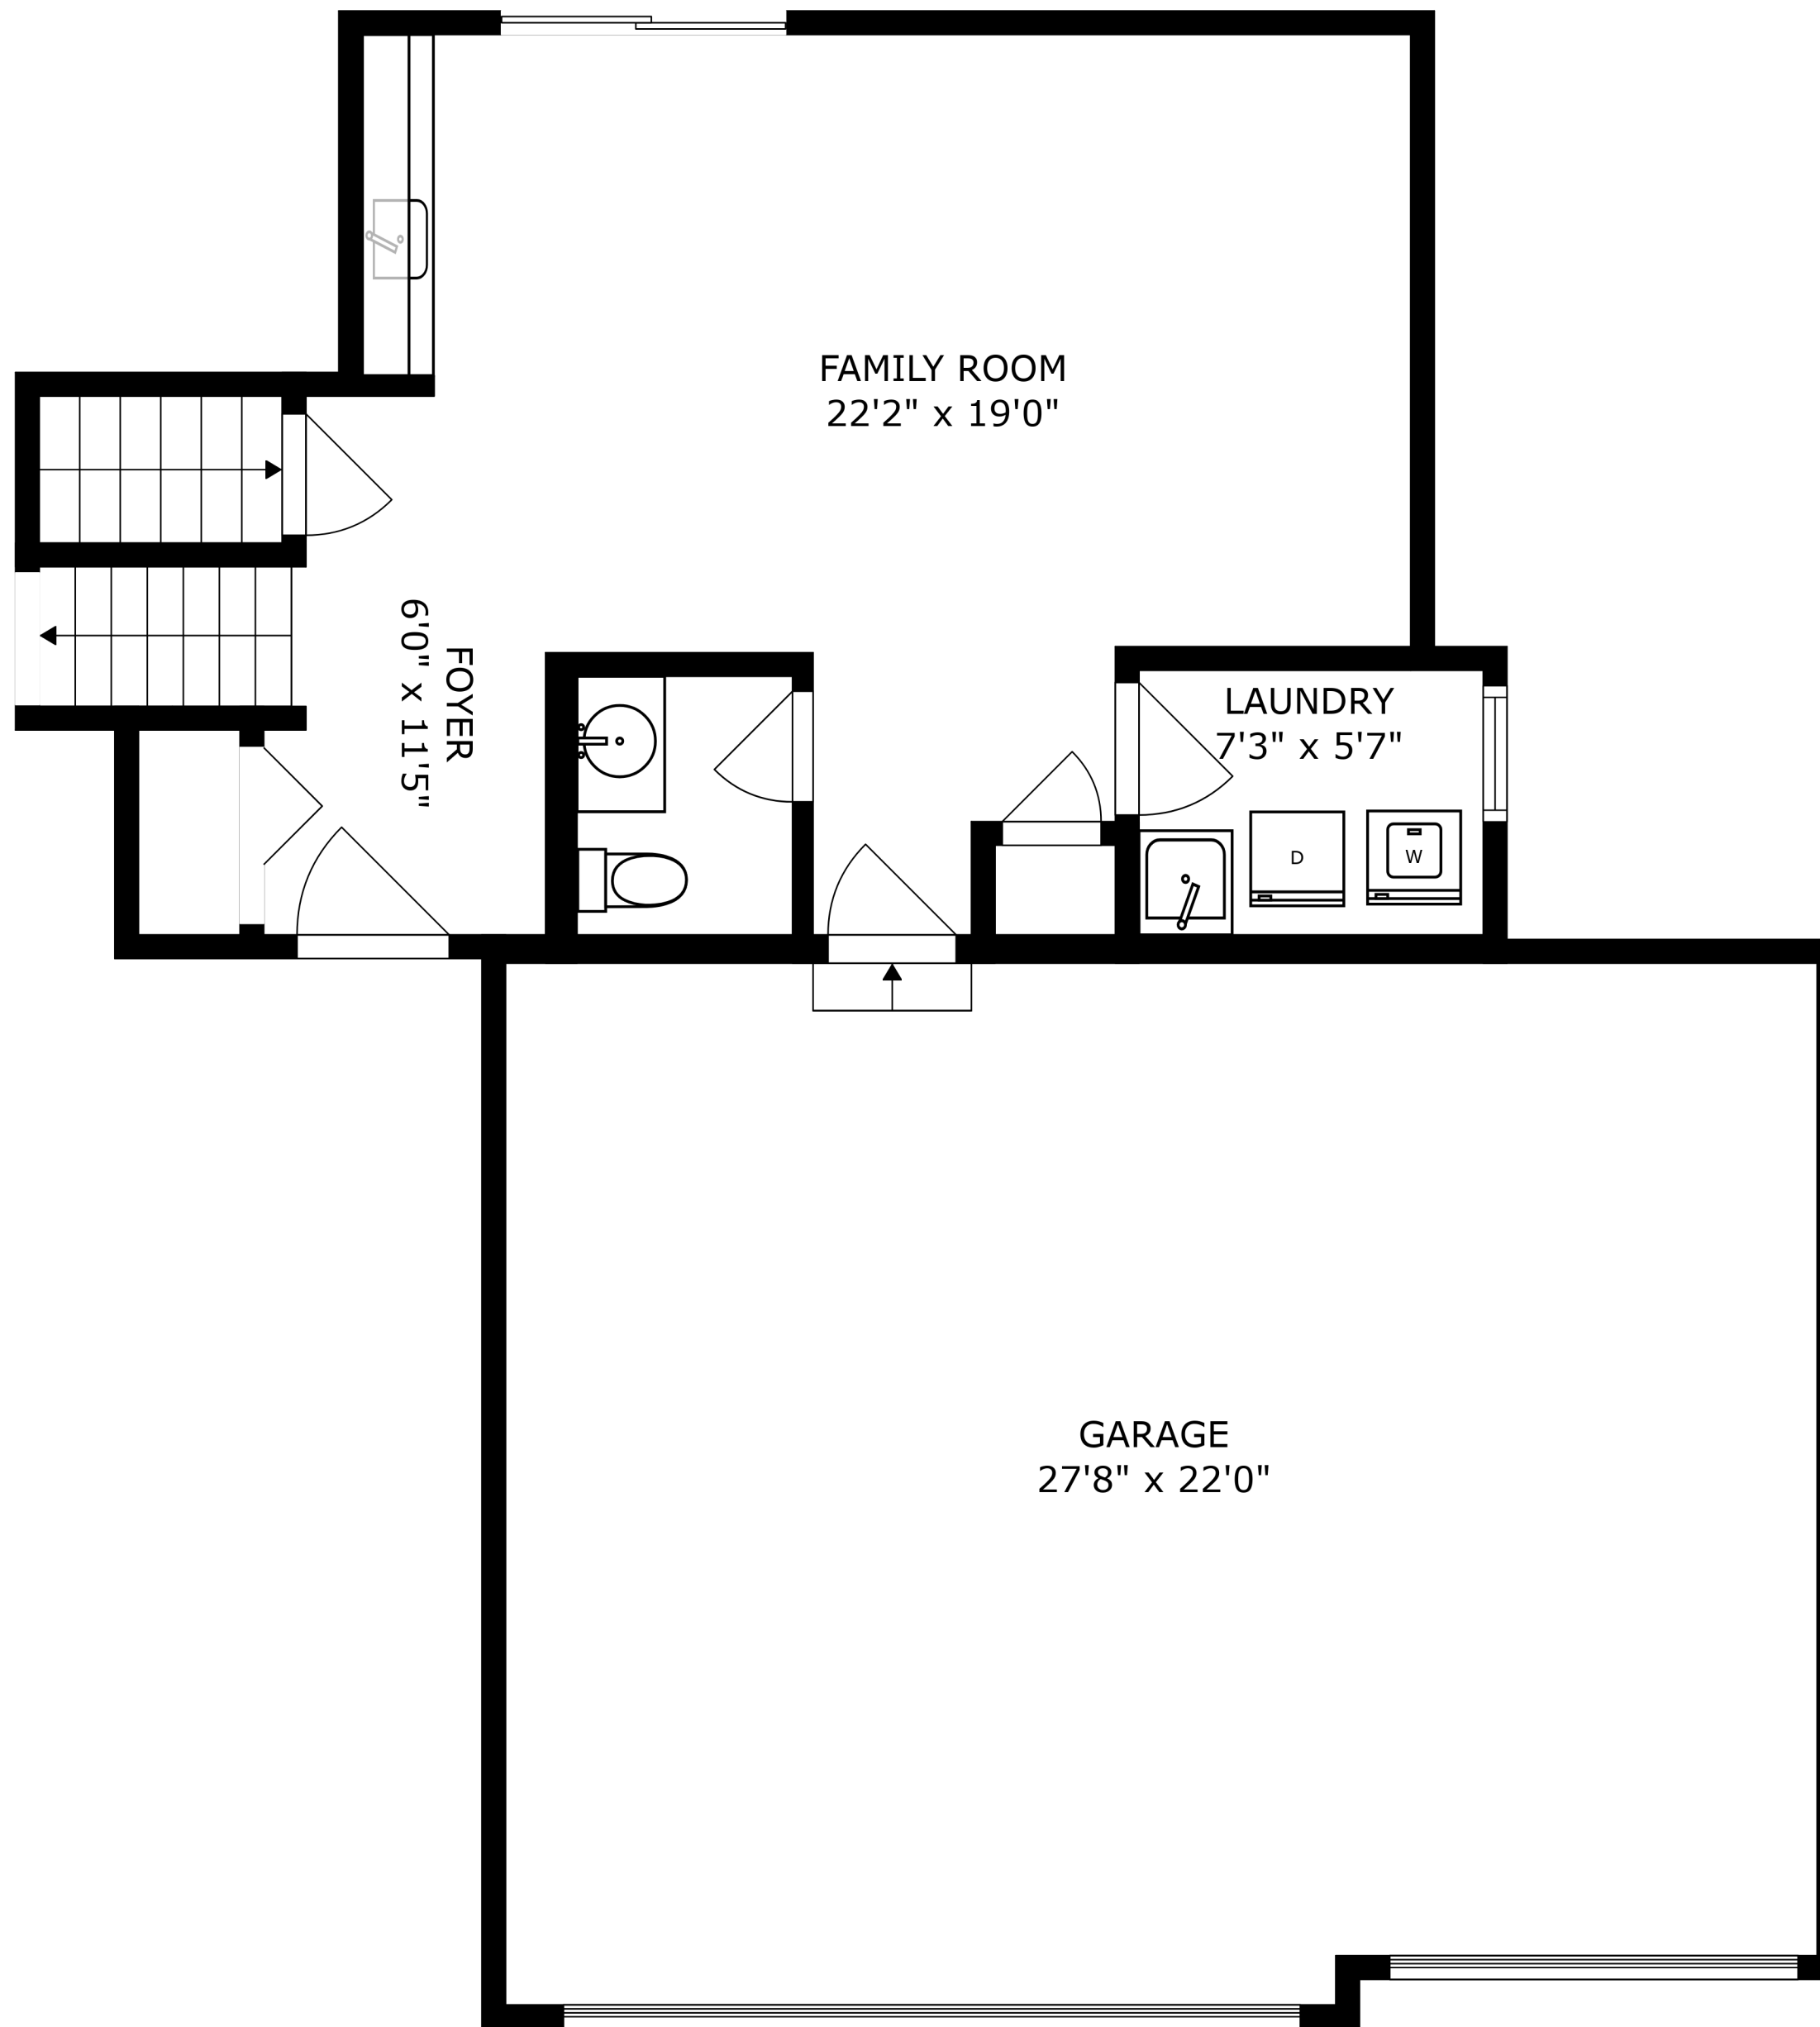 FAMILY ROOM
22'2" x 19'0"
FOYER
6'0" x 11'5"
LAUNDRY
7'3" x 5'7"
D
W
GARAGE
27'8" x 22'0"